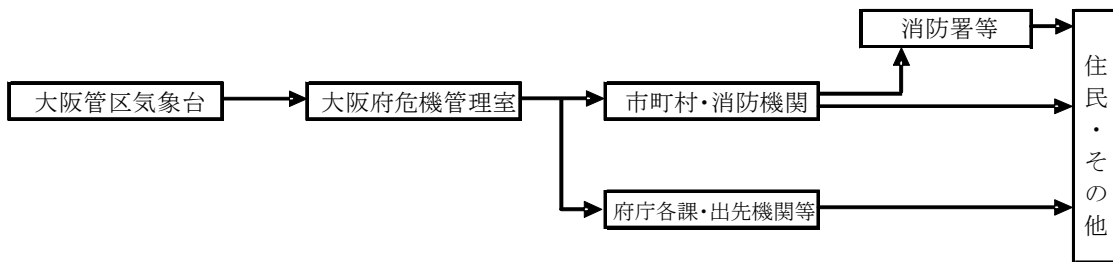 消防署等
大阪管区気象台
大阪府危機管理室
市町村・消防機関
府庁各課・出先機関等
住民・その他